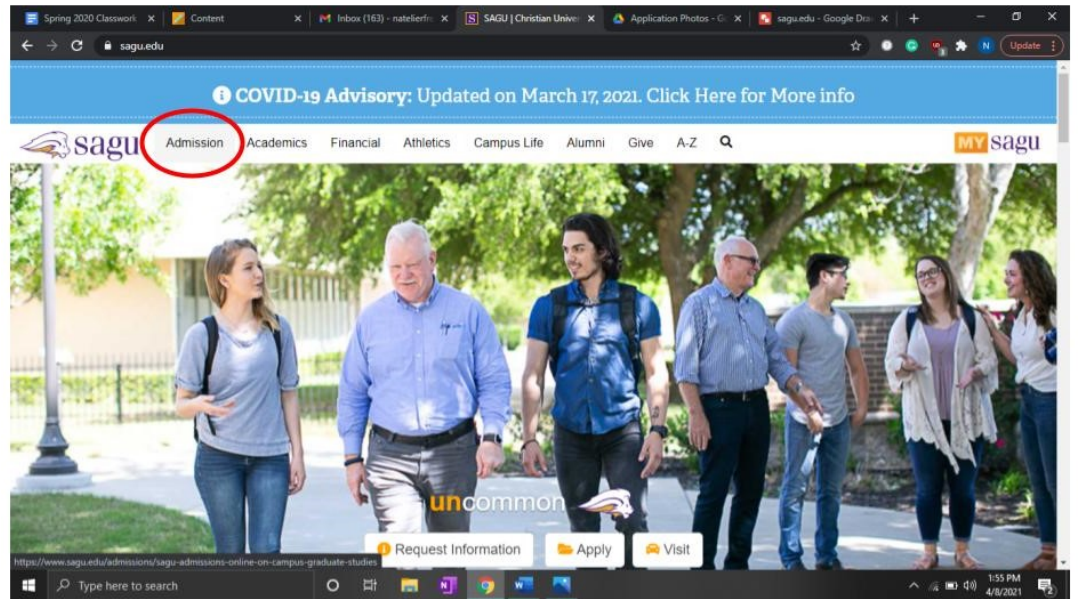 Spring 2020 Classwork
Content
Inbox (163) - natelierfr
SAGU | Christian Univer
Application Photos - G
sagu.edu - Google Dra
sagu.edu
3
N
Update
COVID-19 Advisory: Updated on March 17, 2021. Click Here for More info
sagu
Admission
Academics
Financial
Athletics
Campus Life
Alumni
Give
A-Z
MY sagu
uncommon
Request Information
Apply
Visit
https://www.sagu.edu/admissions/sagu-admissions-online-on-campus-graduate-studies
Type here to search
1:55 PM
4/8/2021
2